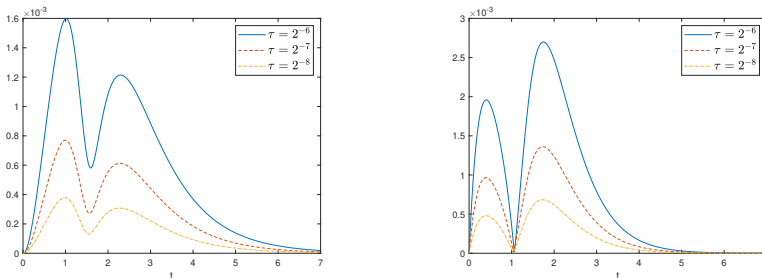 ×10⁻³
1.6
1.4
1.2
1
0.8
0.6
0.4
0.2
0
0 1 2 3 4 5 6 7
t
τ = 2⁻⁶
τ = 2⁻⁷
τ = 2⁻⁸
×10⁻³
3
2.5
2
1.5
1
0.5
0
0 1 2 3 4 5 6
t
τ = 2⁻⁶
τ = 2⁻⁷
τ = 2⁻⁸